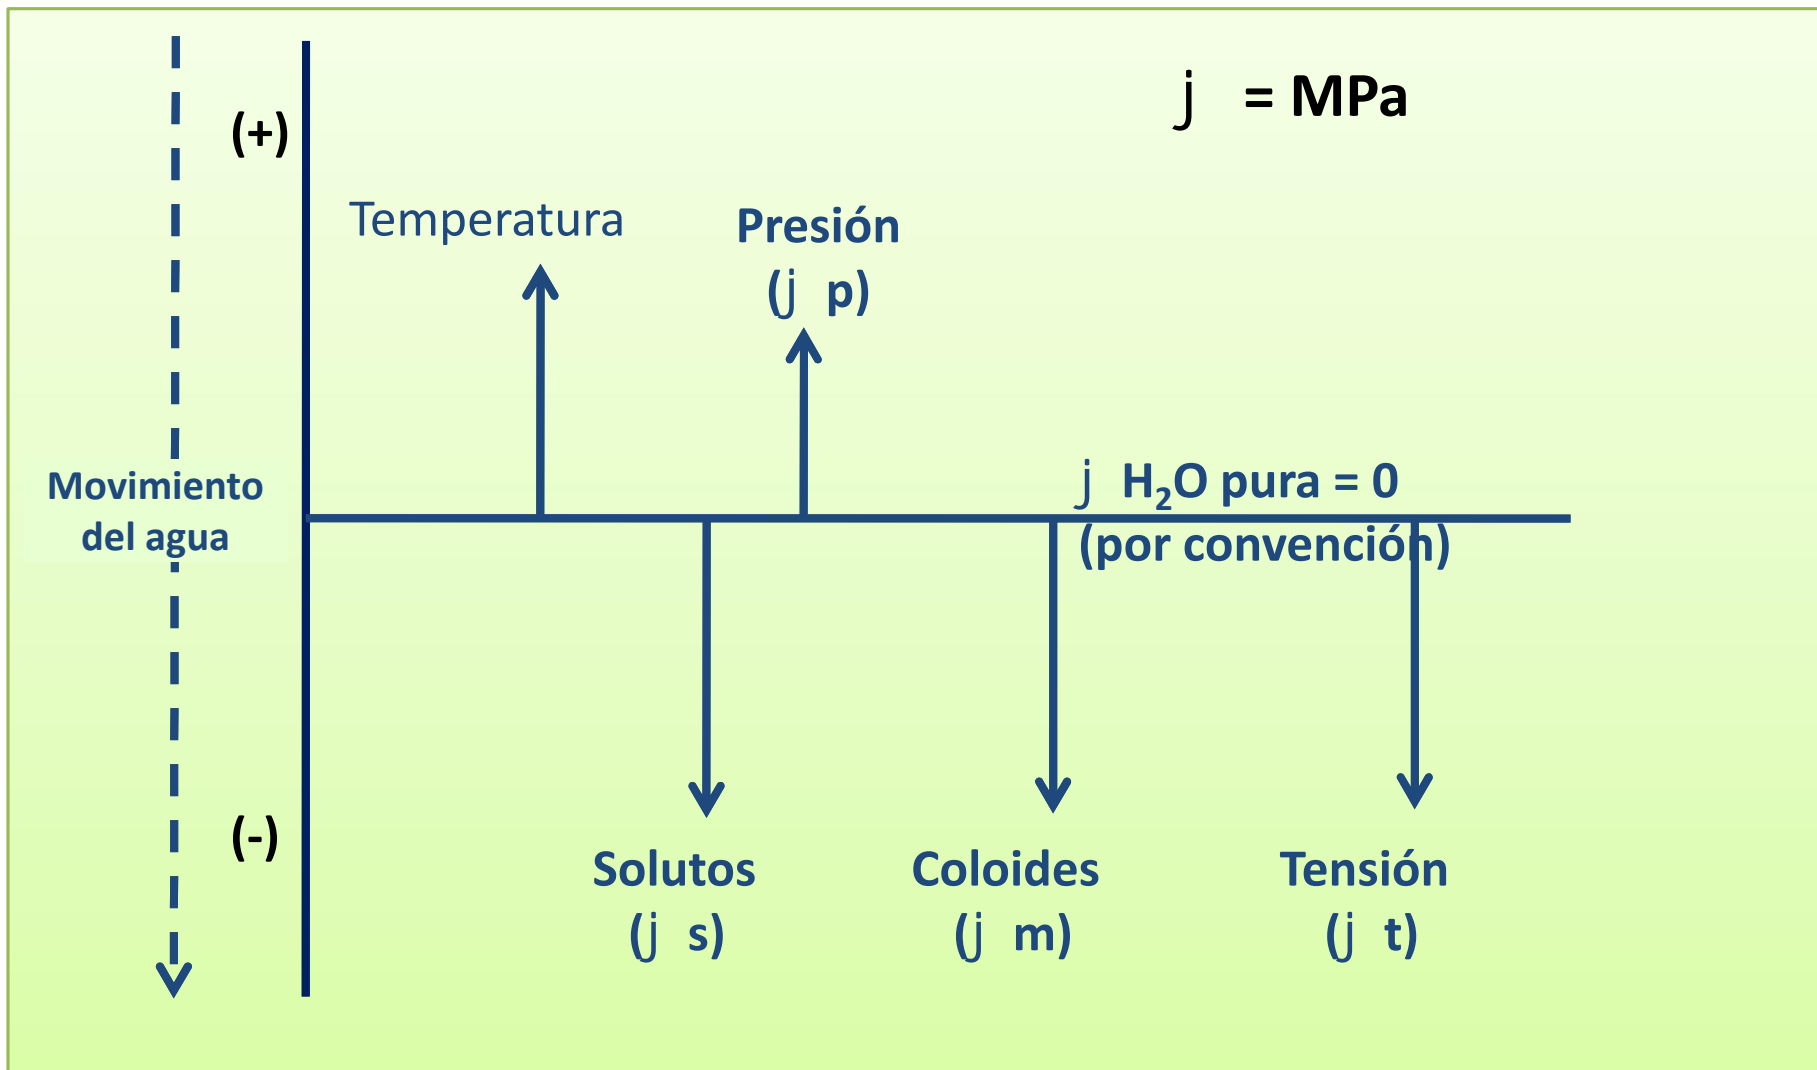 j = MPa
(+)
Temperatura
Presión
(j p)
Movimiento
del agua
j H₂O pura = 0
(por convención)
(-)
Solutos
(j s)
Coloides
(j m)
Tensión
(j t)